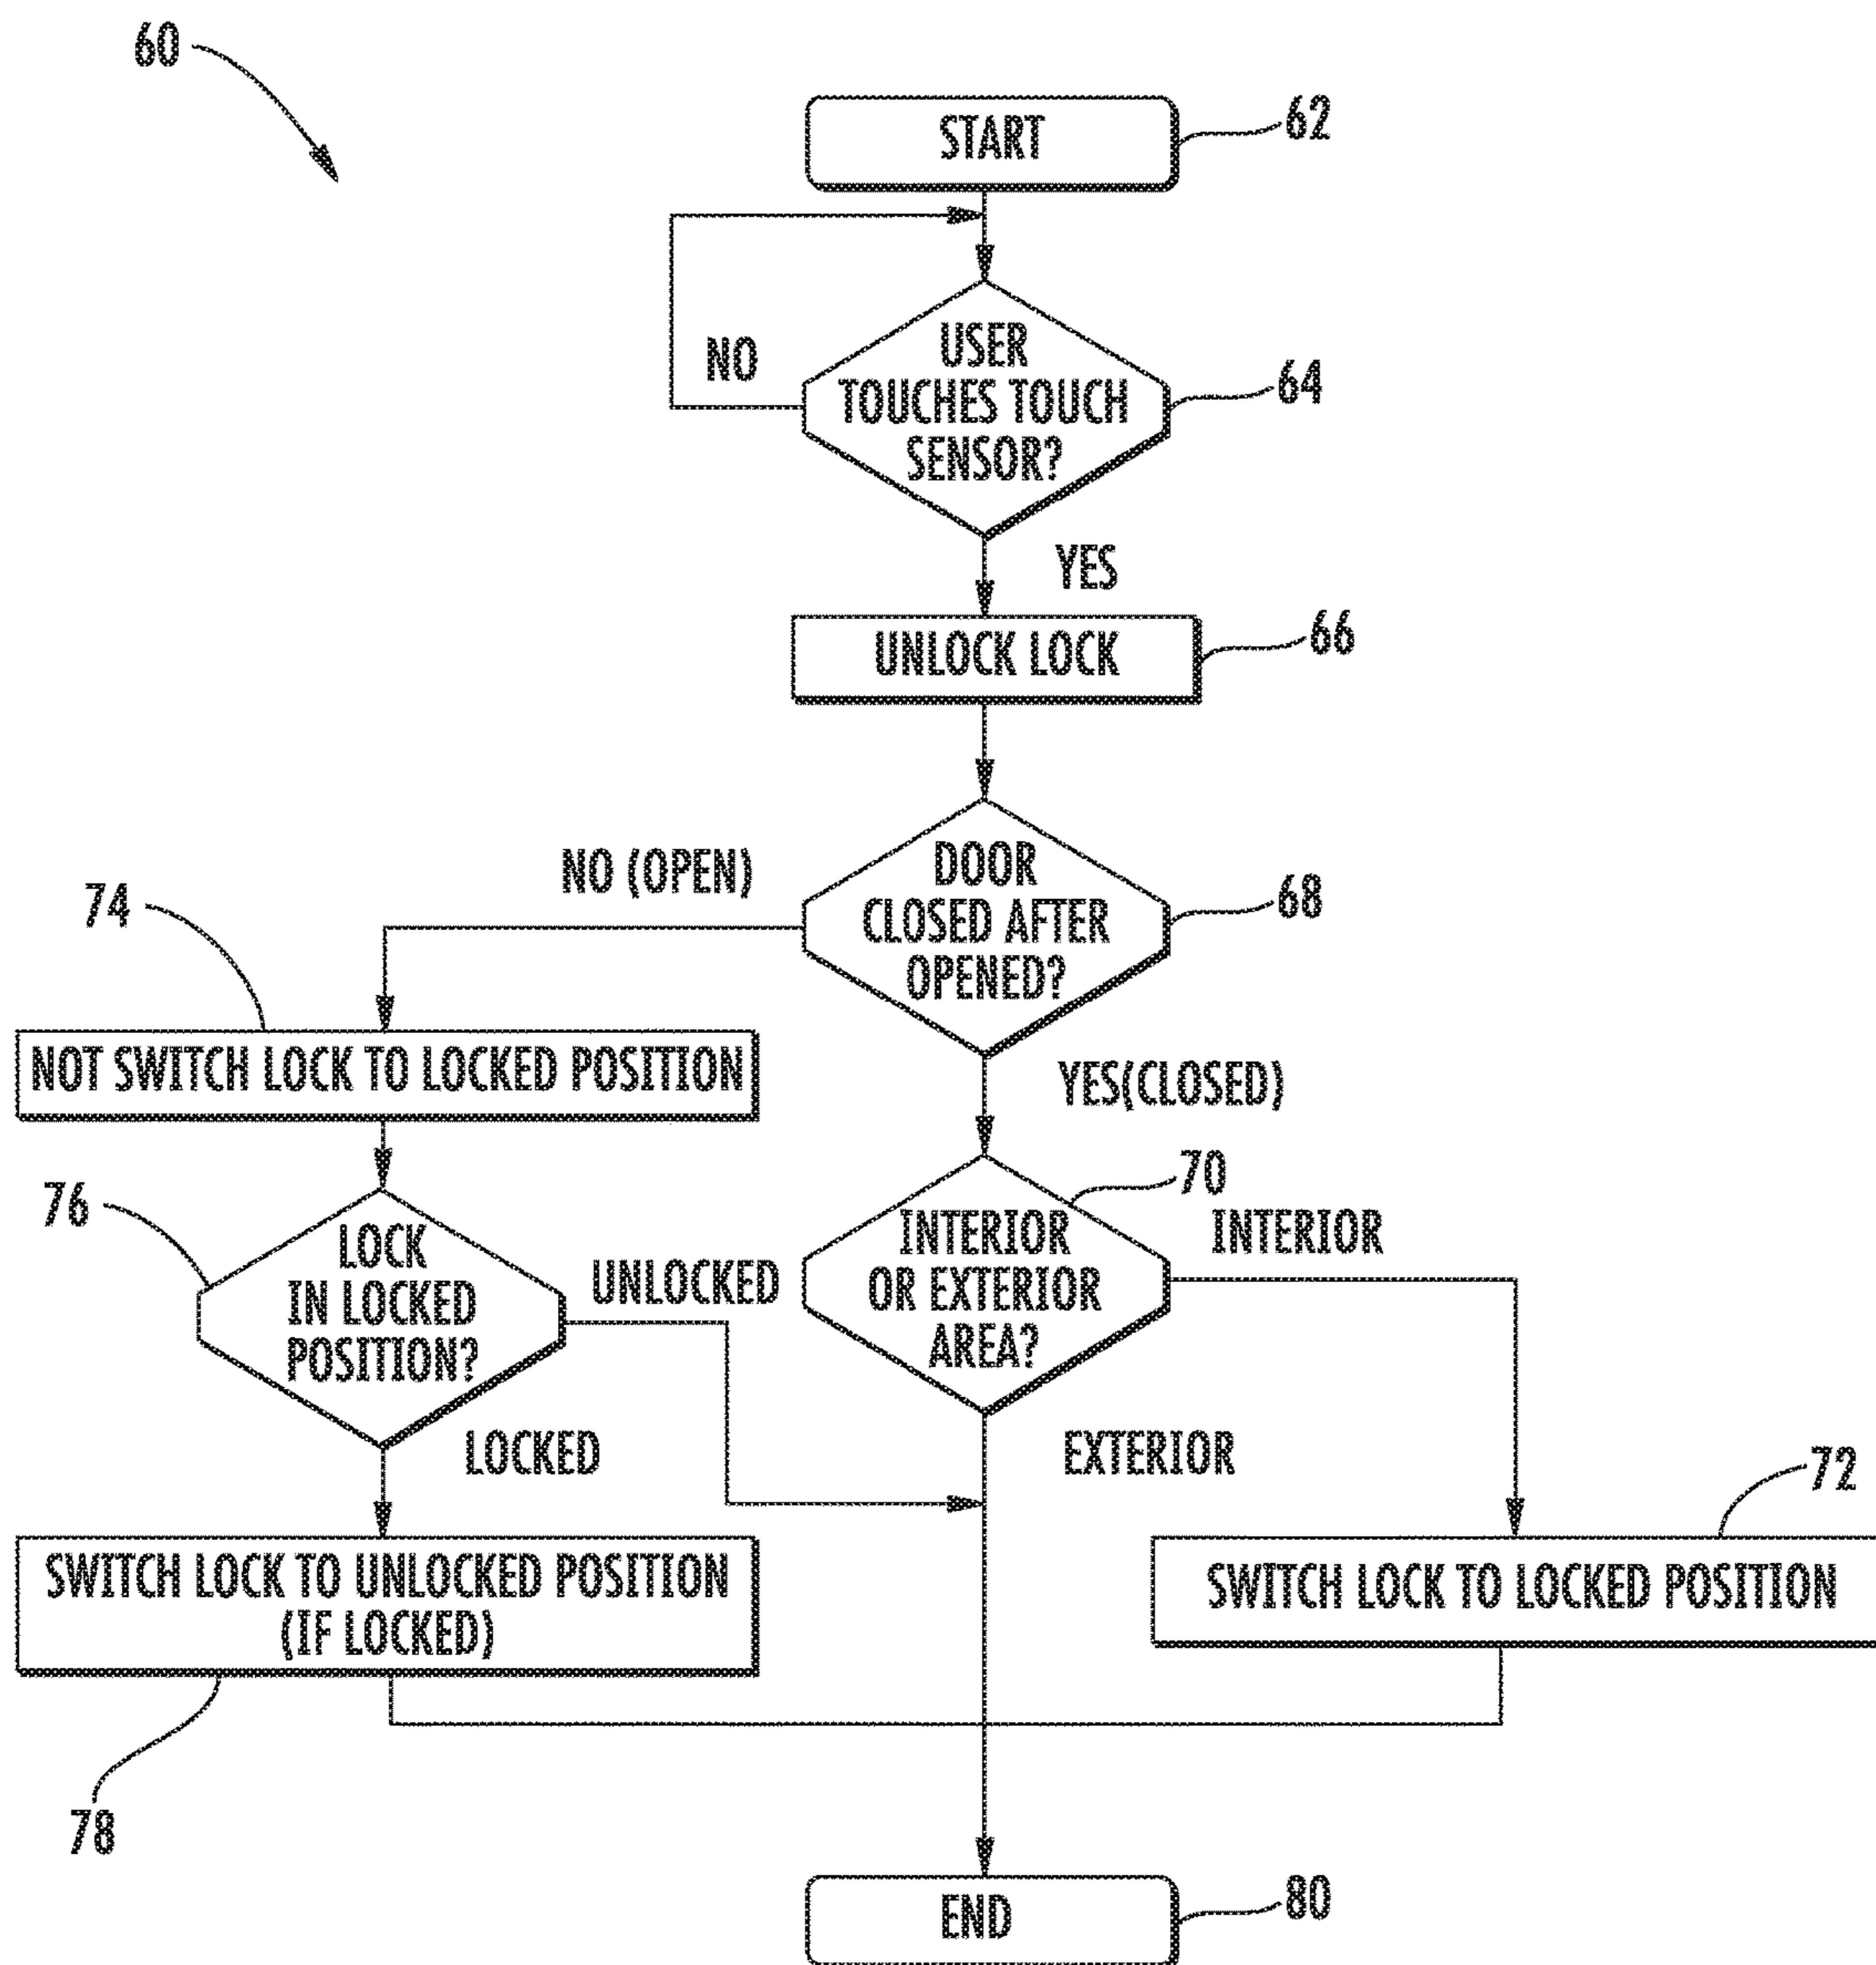 60
START
62
NO
USER
TOUCHES TOUCH
SENSOR?
64
YES
UNLOCK LOCK
66
NO (OPEN)
DOOR
CLOSED AFTER
OPENED?
68
74
NOT SWITCH LOCK TO LOCKED POSITION
YES(CLOSED)
76
LOCK
IN LOCKED
POSITION?
UNLOCKED
LOCKED
70
INTERIOR
OR EXTERIOR
AREA?
INTERIOR
EXTERIOR
72
SWITCH LOCK TO UNLOCKED POSITION
(IF LOCKED)
SWITCH LOCK TO LOCKED POSITION
78
END
80